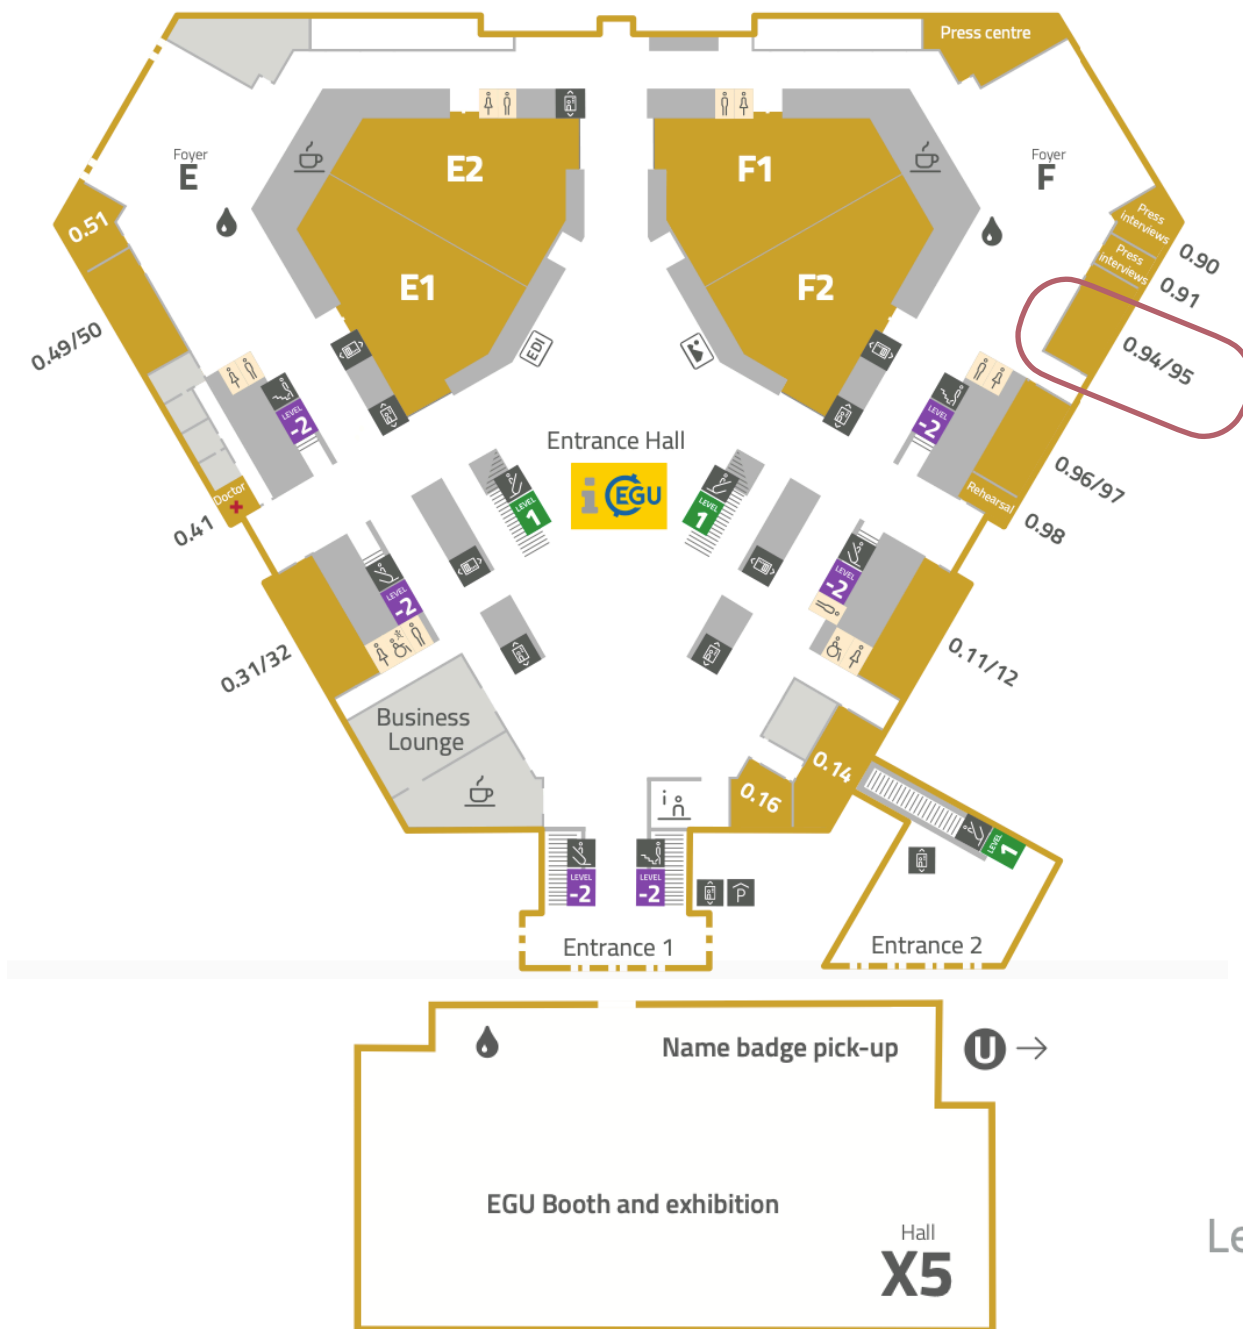 Press centre
E2
F1
Foyer
E
Foyer
F
0.51
Press
interviews
0.90
Press
interviews
0.91
E1
F2
0.49/50
0.94/95
EDI
LEVEL
-2
LEVEL
-2
Entrance Hall
i EGU
LEVEL
1
LEVEL
1
0.96/97
Doctor
0.41
Rehearsal
0.98
LEVEL
-2
LEVEL
-2
0.31/32
0.11/12
Business
Lounge
0.14
0.16
i
LEVEL
1
LEVEL
-2
LEVEL
-2
P
Entrance 1
Entrance 2
Name badge pick-up
U
EGU Booth and exhibition
Hall
X5
Le